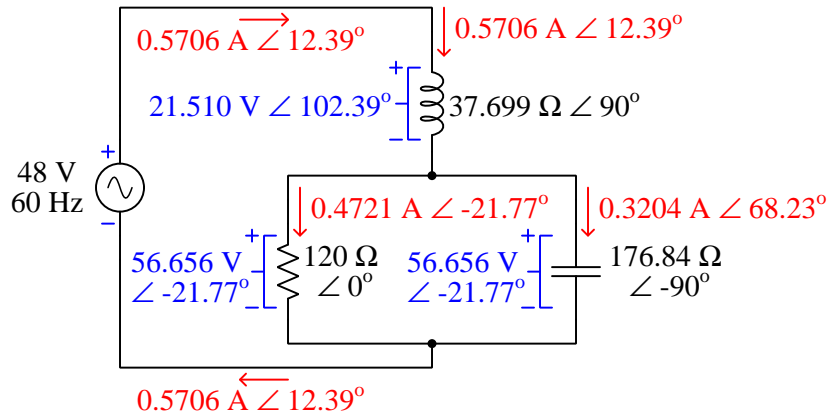 0.5706 A ∠ 12.39°
0.5706 A ∠ 12.39°
+
21.510 V ∠ 102.39°
37.699 Ω ∠ 90°
−
+
48 V
60 Hz
−
0.4721 A ∠ -21.77°
0.3204 A ∠ 68.23°
+
56.656 V
∠ -21.77°
−
120 Ω
∠ 0°
+
56.656 V
∠ -21.77°
−
176.84 Ω
∠ -90°
0.5706 A ∠ 12.39°